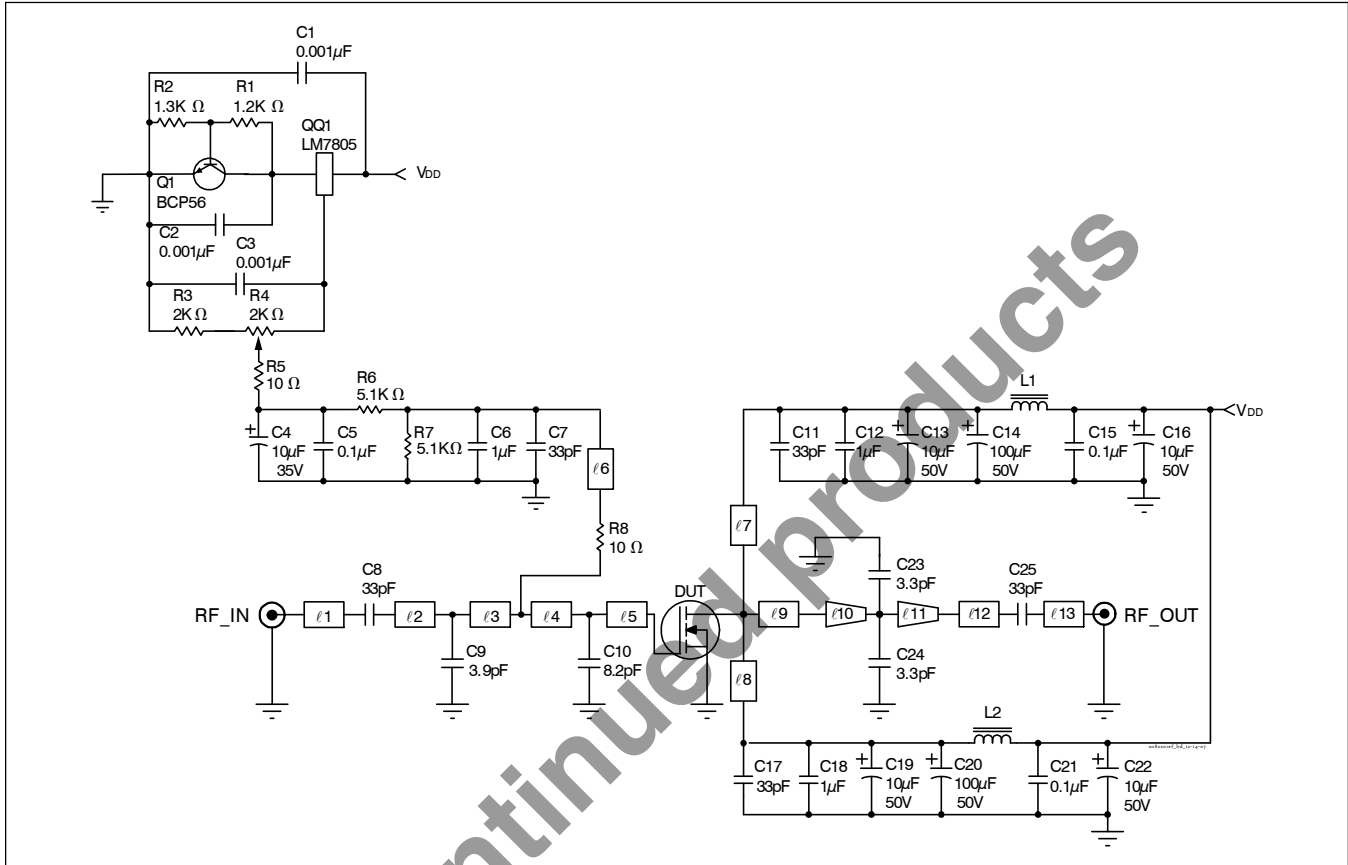 C1
0.001µF
R2
1.3K Ω
R1
1.2K Ω
QQ1
LM7805
VDD
Q1
BCP56
C2
0.001µF
C3
0.001µF
R3
2K Ω
R4
2K Ω
R5
10 Ω
R6
5.1K Ω
C4
10µF
35V
C5
0.1µF
R7
5.1KΩ
C6
1µF
C7
33pF
ℓ6
R8
10 Ω
L1
VDD
C11
33pF
C12
1µF
C13
10µF
50V
C14
100µF
50V
C15
0.1µF
C16
10µF
50V
ℓ7
C8
33pF
DUT
C23
3.3pF
C25
33pF
RF_IN
ℓ1
ℓ2
ℓ3
ℓ4
ℓ5
ℓ9
ℓ10
ℓ11
ℓ12
ℓ13
RF_OUT
C9
3.9pF
C10
8.2pF
C24
3.3pF
ℓ8
L2
C17
33pF
C18
1µF
C19
10µF
50V
C20
100µF
50V
C21
0.1µF
C22
10µF
50V
ntinued products